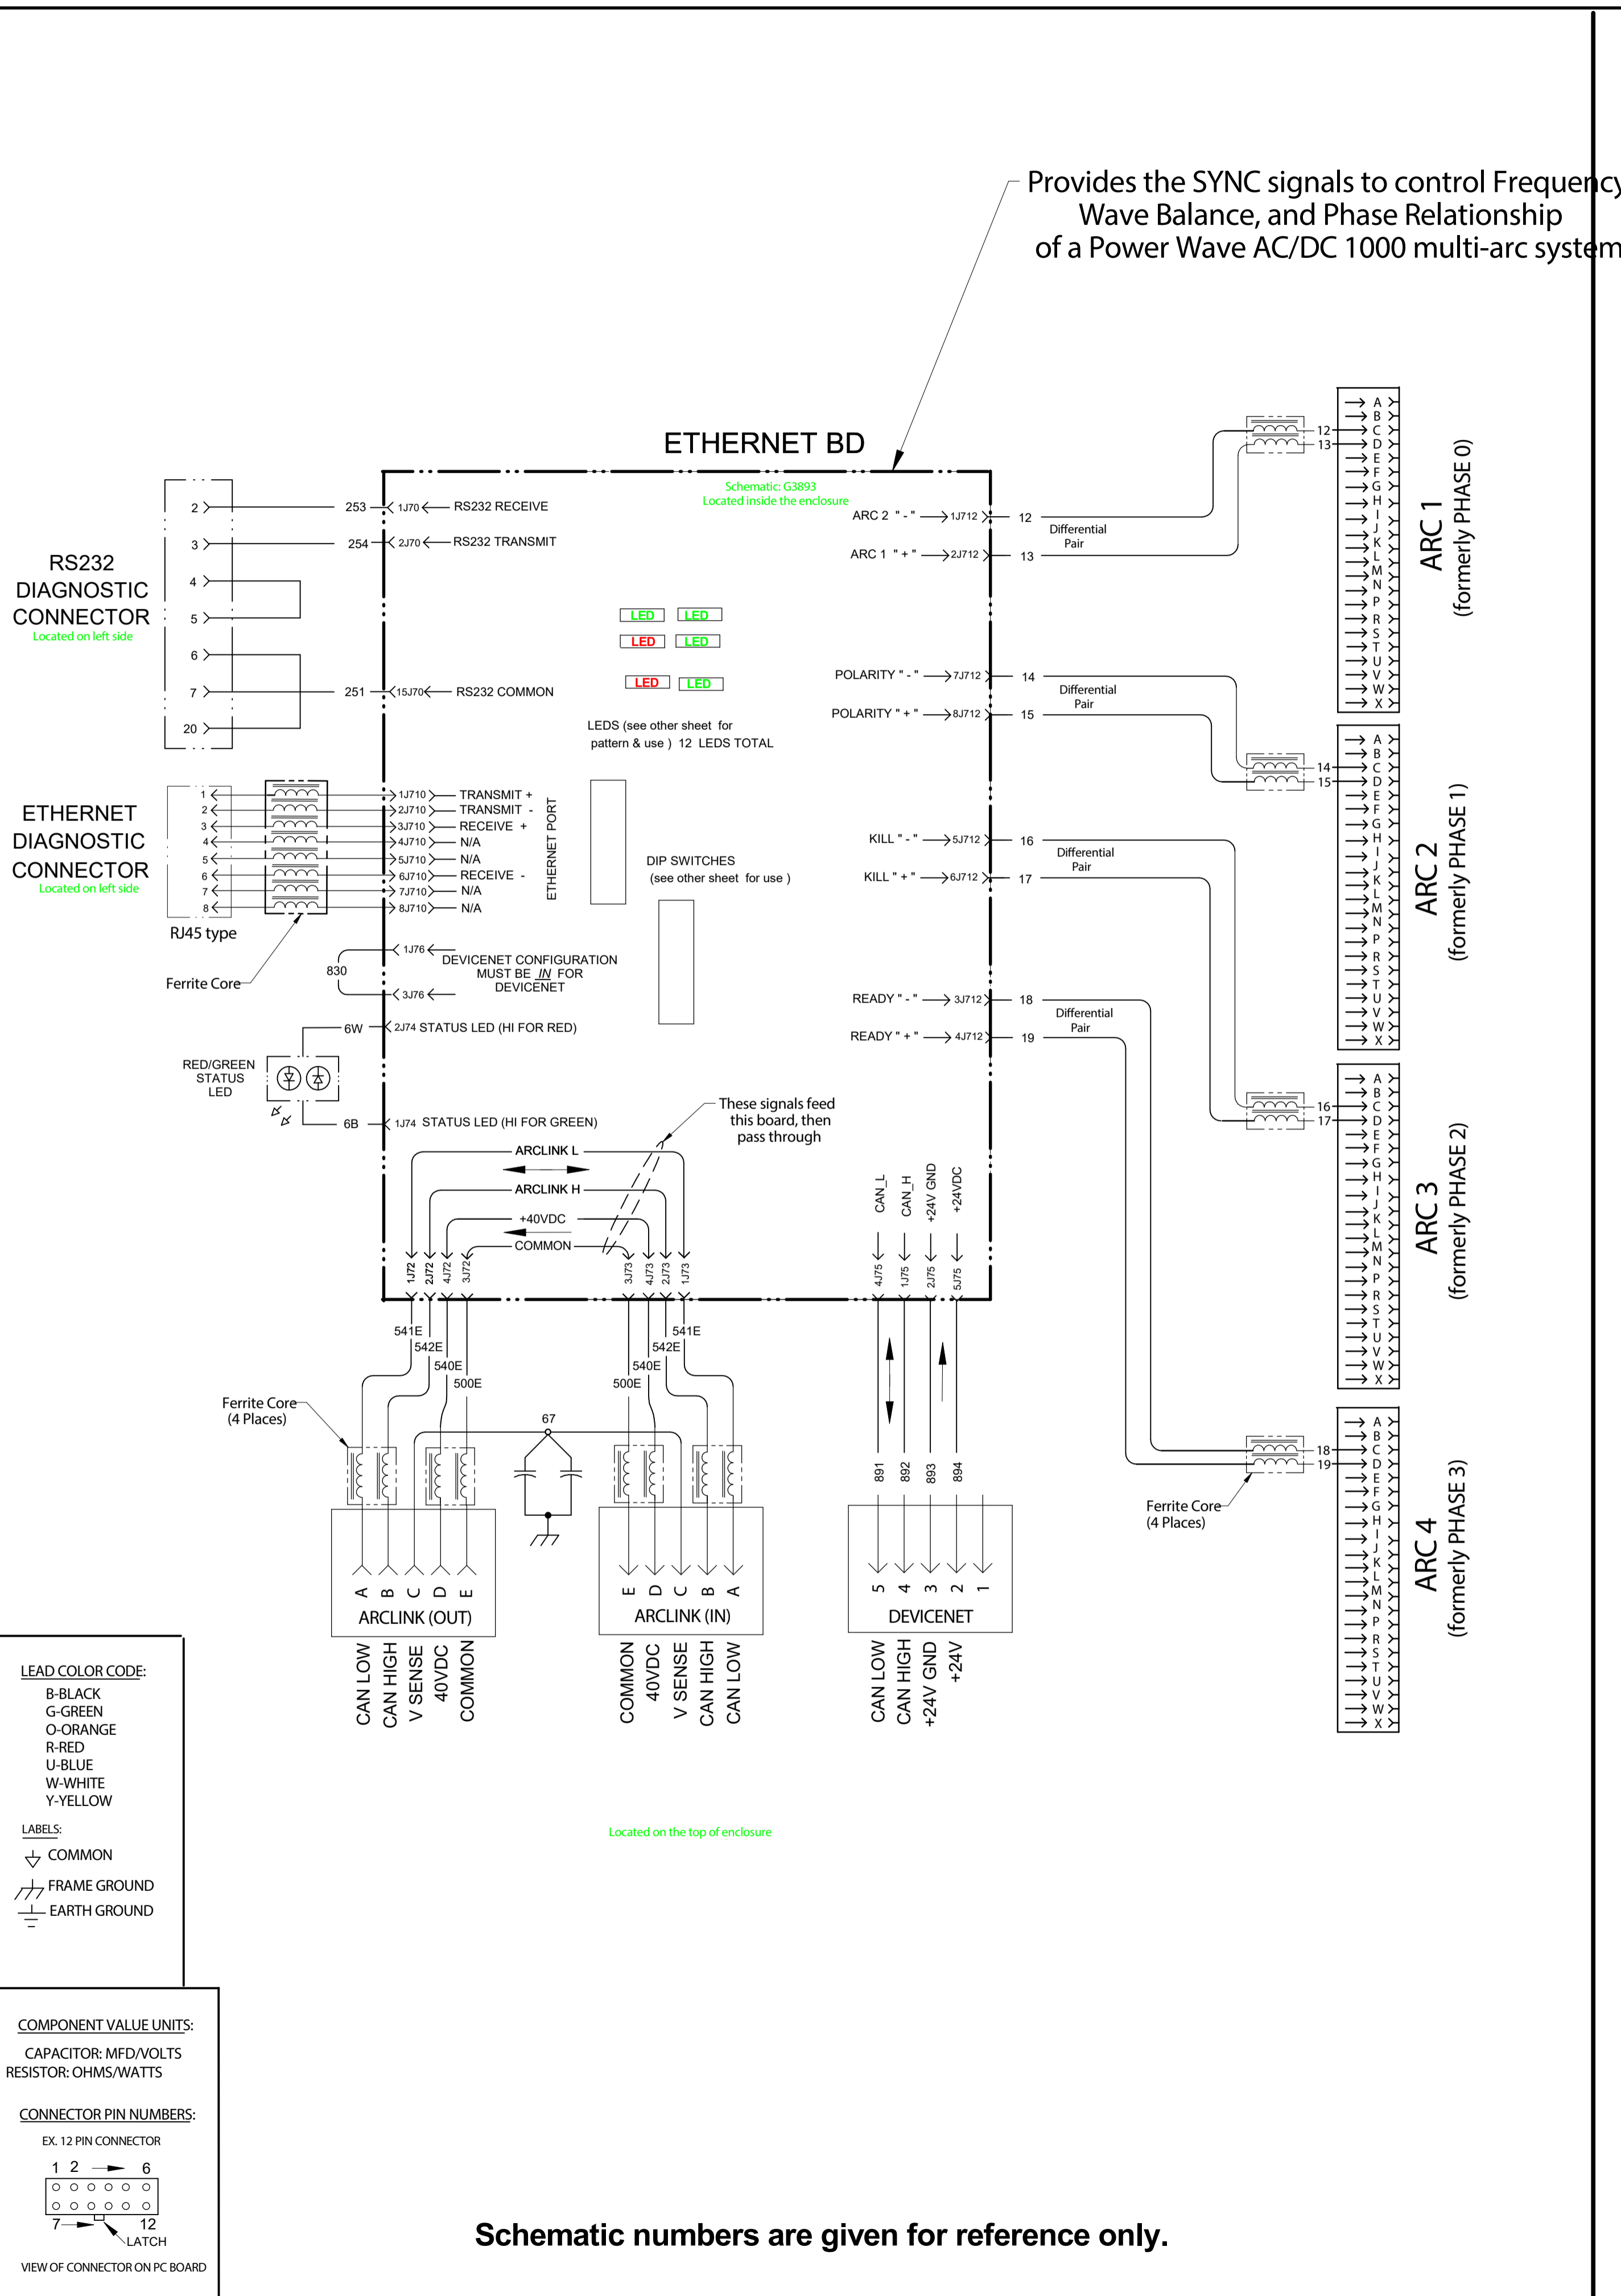 Provides the SYNC signals to control Frequency
Wave Balance, and Phase Relationship
of a Power Wave AC/DC 1000 multi-arc system
ETHERNET BD
Schematic: G3893
Located inside the enclosure
RS232
DIAGNOSTIC
CONNECTOR
Located on left side
2
3
4
5
6
7
20
253
1J70
RS232 RECEIVE
254
2J70
RS232 TRANSMIT
251
15J70
RS232 COMMON
LED LED
LED LED
LED LED
LEDS (see other sheet for
pattern & use ) 12 LEDS TOTAL
ETHERNET
DIAGNOSTIC
CONNECTOR
Located on left side
1 1J710 TRANSMIT +
2 2J710 TRANSMIT -
3 3J710 RECEIVE +
4 4J710 N/A
5 5J710 N/A
6 6J710 RECEIVE -
7 7J710 N/A
8 8J710 N/A
ETHERNET PORT
RJ45 type
Ferrite Core
DIP SWITCHES
(see other sheet for use )
830
1J76
3J76
DEVICENET CONFIGURATION
MUST BE IN FOR
DEVICENET
6W 2J74 STATUS LED (HI FOR RED)
RED/GREEN
STATUS
LED
6B 1J74 STATUS LED (HI FOR GREEN)
These signals feed
this board, then
pass through
ARCLINK L
ARCLINK H
+40VDC
COMMON
1J72
2J72
4J72
3J72
3J73
4J73
2J73
1J73
CAN_L
CAN_H
+24V GND
+24VDC
4J75
1J75
2J75
5J75
541E
542E
540E
500E
500E
540E
542E
541E
Ferrite Core
(4 Places)
67
891
892
893
894
A B C D E
ARCLINK (OUT)
CAN LOW
CAN HIGH
V SENSE
40VDC
COMMON
E D C B A
ARCLINK (IN)
COMMON
40VDC
V SENSE
CAN HIGH
CAN LOW
5 4 3 2 1
DEVICENET
CAN LOW
CAN HIGH
+24V GND
+24V
Located on the top of enclosure
ARC 2 " - " 1J712 12
Differential
Pair
ARC 1 " + " 2J712 13
POLARITY " - " 7J712 14
Differential
Pair
POLARITY " + " 8J712 15
KILL " - " 5J712 16
Differential
Pair
KILL " + " 6J712 17
READY " - " 3J712 18
Differential
Pair
READY " + " 4J712 19
12
13
A
B
C
D
E
F
G
H
I
J
K
L
M
N
P
R
S
T
U
V
W
X
ARC 1
(formerly PHASE 0)
14
15
A
B
C
D
E
F
G
H
I
J
K
L
M
N
P
R
S
T
U
V
W
X
ARC 2
(formerly PHASE 1)
16
17
A
B
C
D
E
F
G
H
I
J
K
L
M
N
P
R
S
T
U
V
W
X
ARC 3
(formerly PHASE 2)
18
19
Ferrite Core
(4 Places)
A
B
C
D
E
F
G
H
I
J
K
L
M
N
P
R
S
T
U
V
W
X
ARC 4
(formerly PHASE 3)
LEAD COLOR CODE:
B-BLACK
G-GREEN
O-ORANGE
R-RED
U-BLUE
W-WHITE
Y-YELLOW
LABELS:
COMMON
FRAME GROUND
EARTH GROUND
COMPONENT VALUE UNITS:
CAPACITOR: MFD/VOLTS
RESISTOR: OHMS/WATTS
CONNECTOR PIN NUMBERS:
EX. 12 PIN CONNECTOR
1 2 6
7 12
LATCH
VIEW OF CONNECTOR ON PC BOARD
Schematic numbers are given for reference only.